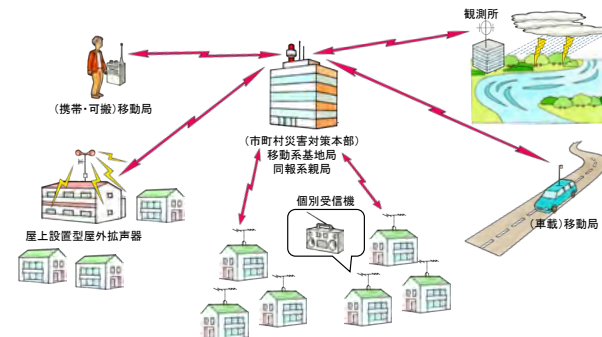 観測所
(携帯・可搬)移動局
(市町村災害対策本部)
移動系基地局
同報系親局
個別受信機
(車載)移動局
屋上設置型屋外拡声器